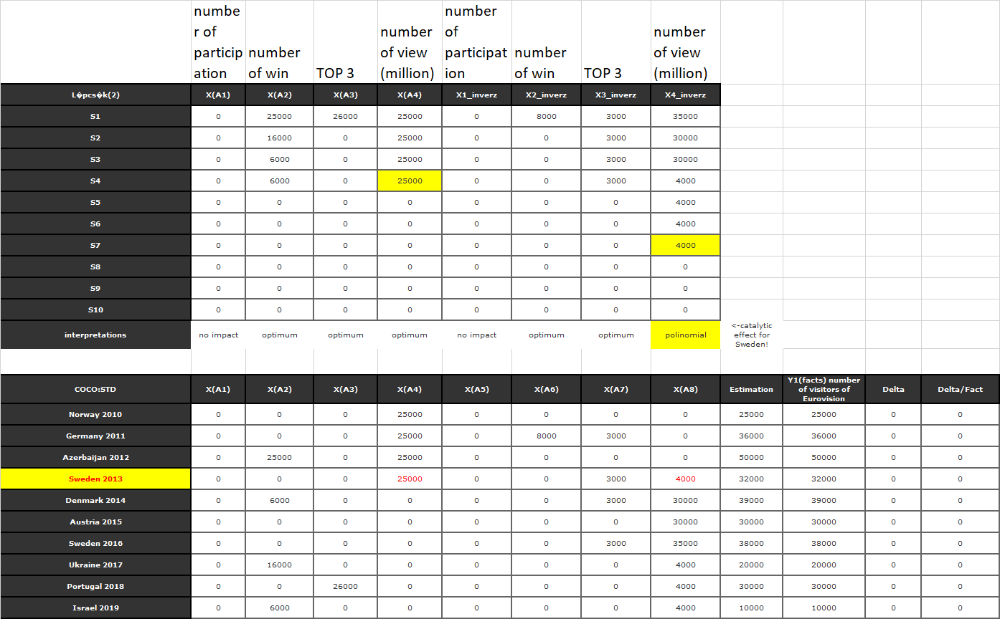 number of participation number of win TOP 3 number of view (million) number of participation number of win TOP 3 number of view (million)
L�pcs�k(2) X(A1) X(A2) X(A3) X(A4) X1_inverz X2_inverz X3_inverz X4_inverz
S1 0 25000 26000 25000 0 8000 3000 35000
S2 0 16000 0 25000 0 0 3000 30000
S3 0 6000 0 25000 0 0 3000 30000
S4 0 6000 0 25000 0 0 3000 4000
S5 0 0 0 0 0 0 0 4000
S6 0 0 0 0 0 0 0 4000
S7 0 0 0 0 0 0 0 4000
S8 0 0 0 0 0 0 0 0
S9 0 0 0 0 0 0 0 0
S10 0 0 0 0 0 0 0 0
interpretations no impact optimum optimum optimum no impact optimum optimum polinomial <-catalytic effect for Sweden!
COCO:STD X(A1) X(A2) X(A3) X(A4) X(A5) X(A6) X(A7) X(A8) Estimation Y1(facts) number of visitors of Eurovision Delta Delta/Fact
Norway 2010 0 0 0 25000 0 0 0 0 25000 25000 0 0
Germany 2011 0 0 0 25000 0 8000 3000 0 36000 36000 0 0
Azerbaijan 2012 0 25000 0 25000 0 0 0 0 50000 50000 0 0
Sweden 2013 0 0 0 25000 0 0 3000 4000 32000 32000 0 0
Denmark 2014 0 6000 0 0 0 0 3000 30000 39000 39000 0 0
Austria 2015 0 0 0 0 0 0 0 30000 30000 30000 0 0
Sweden 2016 0 0 0 0 0 0 3000 35000 38000 38000 0 0
Ukraine 2017 0 16000 0 0 0 0 0 4000 20000 20000 0 0
Portugal 2018 0 0 26000 0 0 0 0 4000 30000 30000 0 0
Israel 2019 0 6000 0 0 0 0 0 4000 10000 10000 0 0